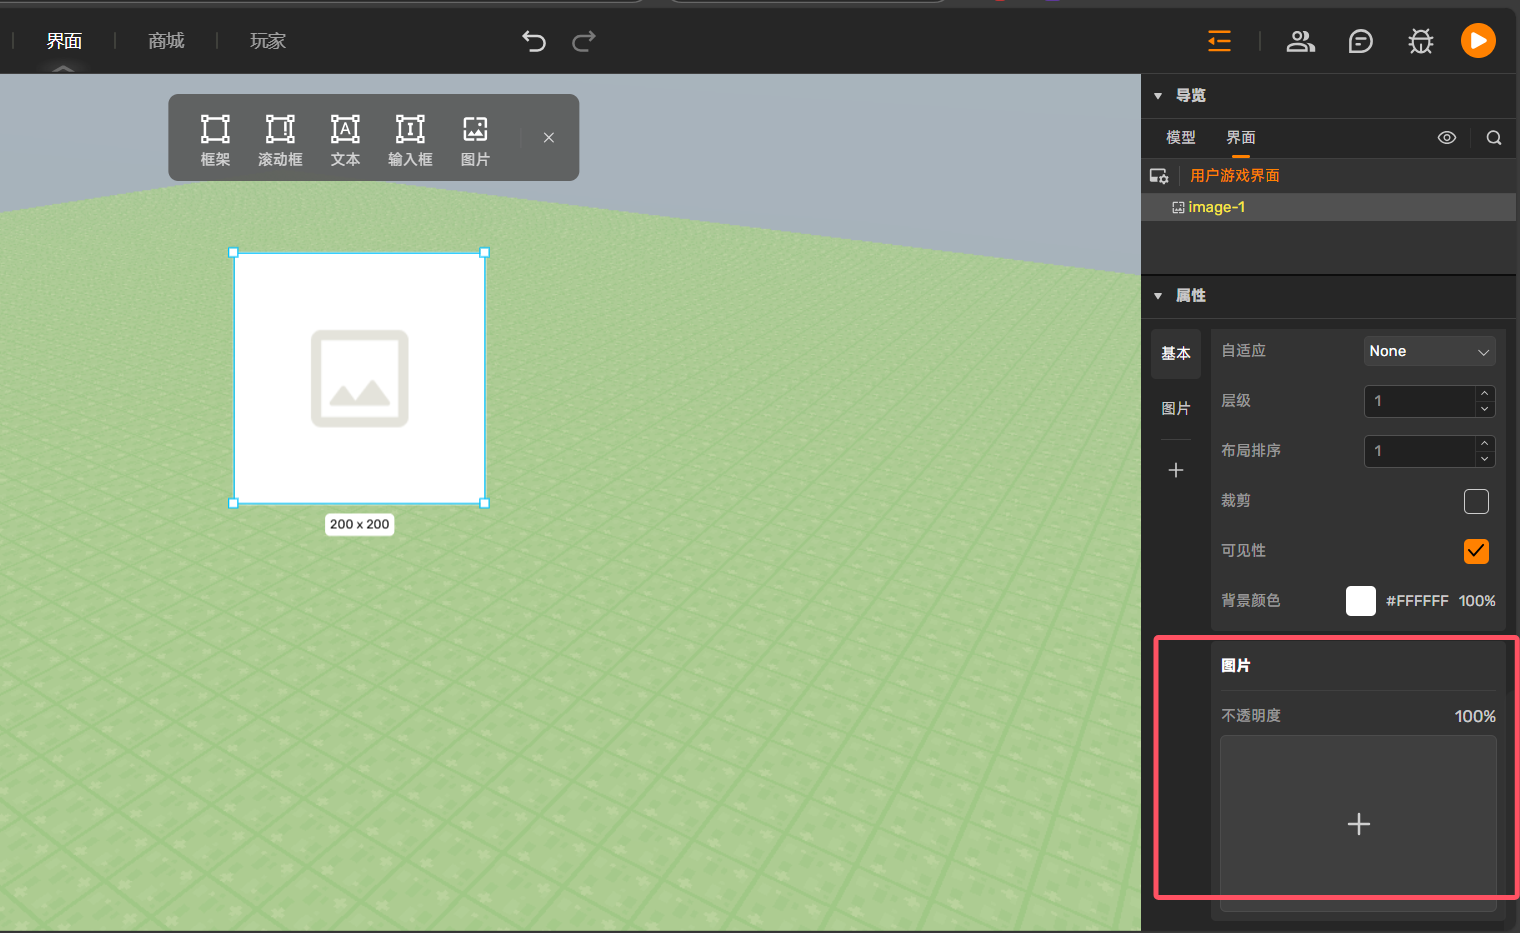 界面
商城
玩家
框架
滚动框
文本
输入框
图片
200 x 200
导览
模型
界面
用户游戏界面
image-1
属性
基本
图片
自适应 None
层级 1
布局排序 1
裁剪
可见性
背景颜色 #FFFFFF 100%
图片
不透明度 100%